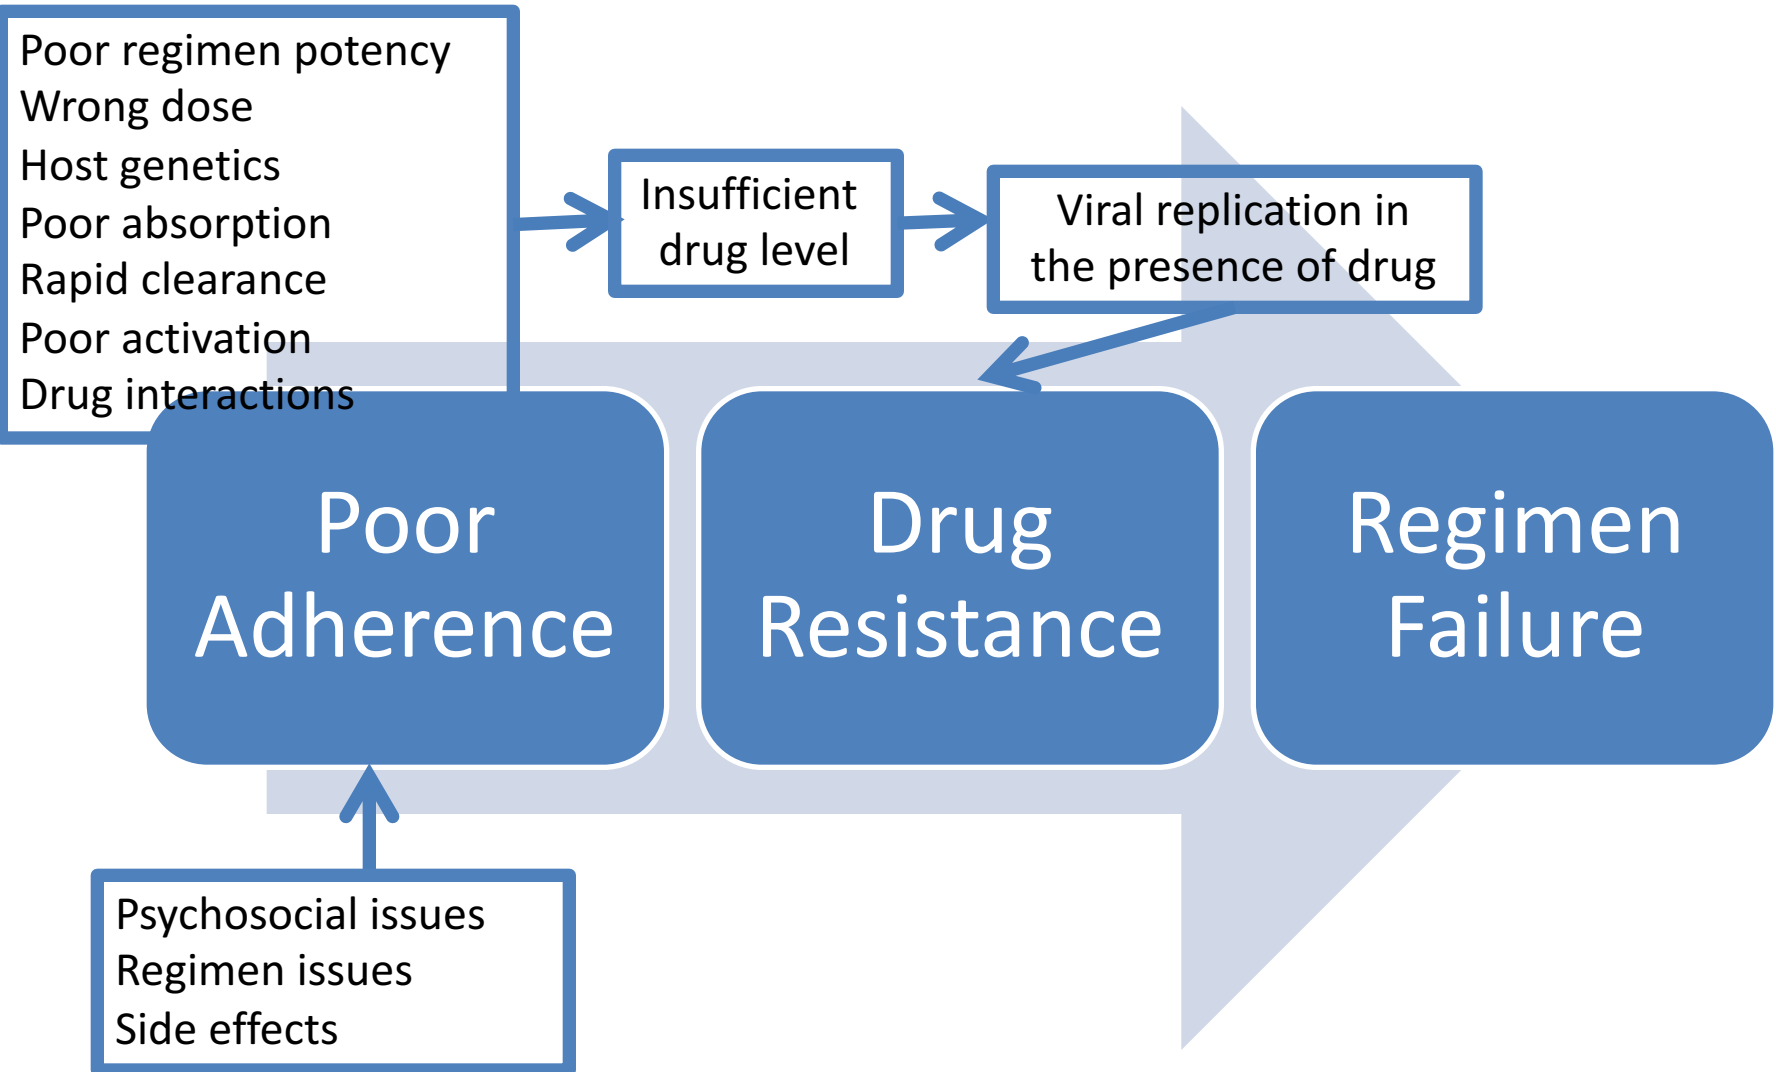 Poor regimen potency
Wrong dose
Host genetics
Poor absorption
Rapid clearance
Poor activation
Drug interactions
Insufficient
drug level
Viral replication in
the presence of drug
Poor
Adherence
Drug
Resistance
Regimen
Failure
Psychosocial issues
Regimen issues
Side effects